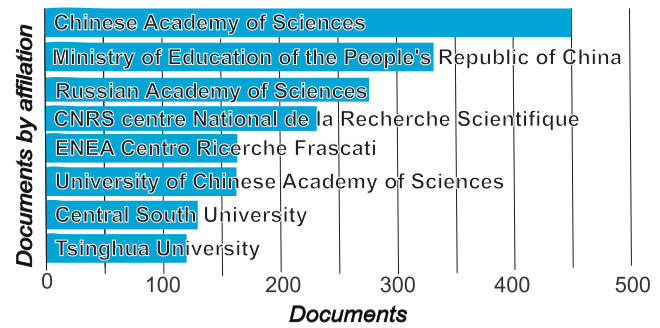 Documents by affiliation
Chinese Academy of Sciences
Ministry of Education of the People's Republic of China
Russian Academy of Sciences
CNRS centre National de la Recherche Scientifique
ENEA Centro Ricerche Frascati
University of Chinese Academy of Sciences
Central South University
Tsinghua University
0 100 200 300 400 500
Documents